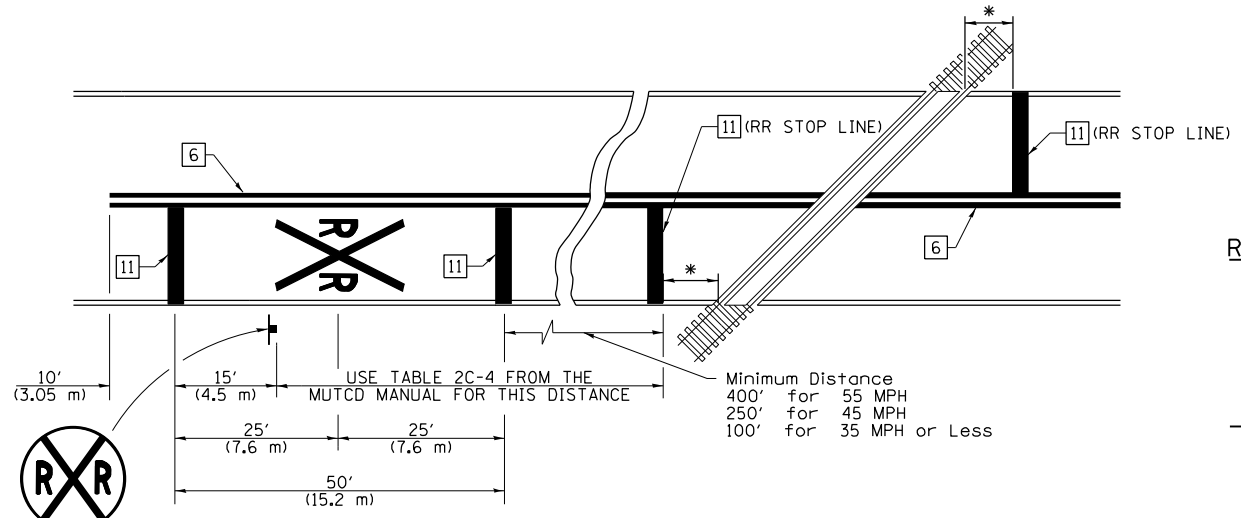 *
11 (RR STOP LINE)
11 (RR STOP LINE)
6
R
R
11
11
*
6
R
10'
(3.05 m)
15'
(4.5 m)
USE TABLE 2C-4 FROM THE
MUTCD MANUAL FOR THIS DISTANCE
Minimum Distance
400' for 55 MPH
250' for 45 MPH
100' for 35 MPH or Less
25'
(7.6 m)
25'
(7.6 m)
50'
(15.2 m)
R R